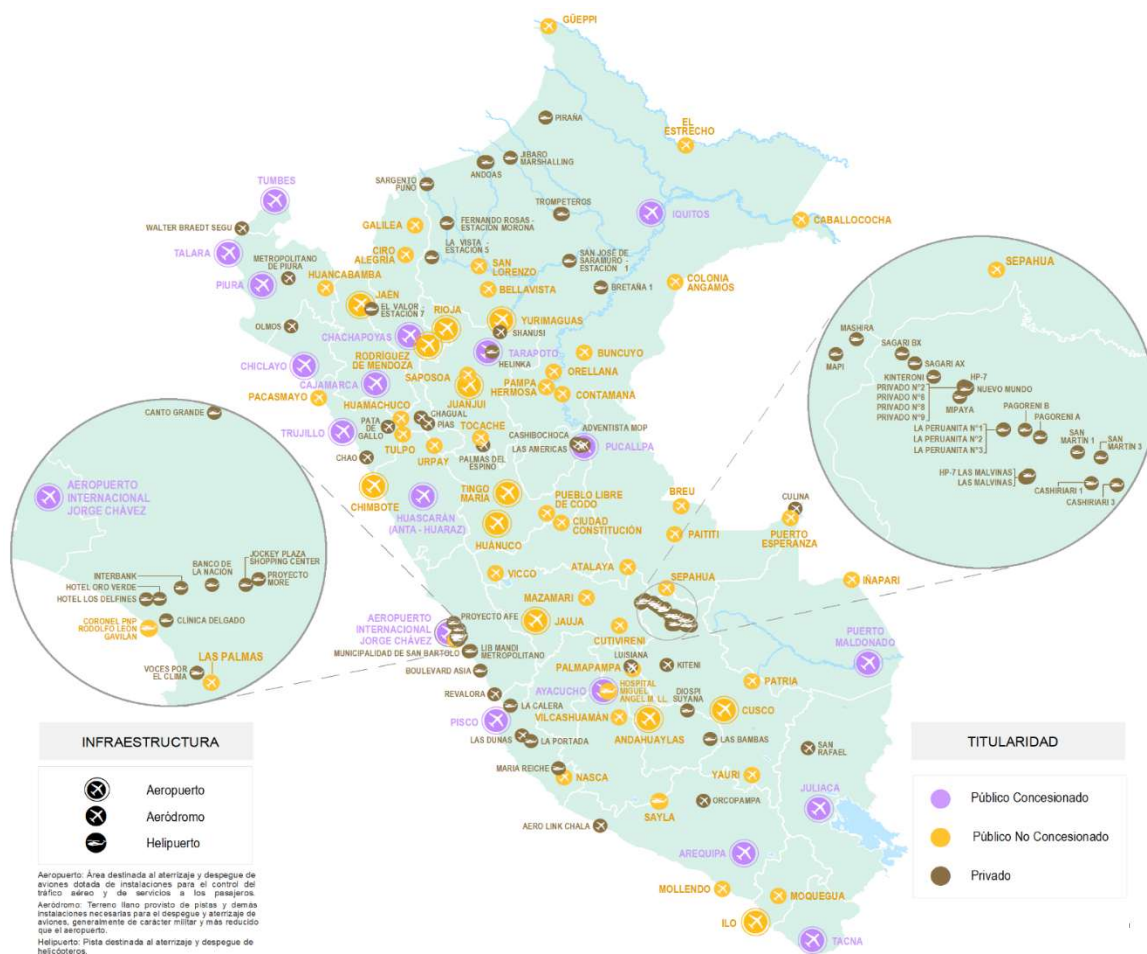 GÜEPPI
PIRAÑA
EL
ESTRECHO
JIBARO
MARSHALLING
ANDOAS
SARGENTO
PUÑO
TUMBES
TROMPETEROS
IQUITOS
CABALLOCOCHA
WALTER BRAEDT SEGU
GALILEA
FERNANDO ROSAS -
ESTACIÓN MORONA
TALARA
METROPOLITANO
DE PIURA
CIRO
ALEGRÍA
LA VISTA -
ESTACIÓN 5
SAN
LORENZO
SAN JOSÉ DE
SARAMURO -
ESTACIÓN 1
COLONIA
ANGAMOS
HUANCABAMBA
PIURA
BELLAVISTA
BRETAÑA 1
JAÉN
EL VALOR -
ESTACIÓN 7
RIOJA
YURIMAGUAS
OLMOS
CHACHAPOYAS
SHANUSI
TARAPOTO
HELINKA
BUNCUYO
RODRÍGUEZ
DE MENDOZA
CHICLAYO
CAJAMARCA
SAPOSOA
ORELLANA
PAMPA
HERMOSA
CONTAMANÁ
PACASMAYO
JUANJUI
HUAMACHUCO
CHAGUAL
PÍAS
PATA
DE
GALLO
TRUJILLO
TULPO
TOCACHE
URPAY
CASHIBOCHOCA
ADVENTISTA MOP
LAS AMERICAS
PUCALLPA
CHAO
PALMAS DEL
ESPINO
CHIMBOTE
TINGO
MARÍA
HUASCARÁN
(ANTA - HUARAZ)
PUEBLO LIBRE
DE CODO
BREU
CULINA
HUÁNUCO
CIUDAD
CONSTITUCIÓN
PAITITI
PUERTO
ESPERANZA
VICCO
ATALAYA
SEPAHUA
IÑAPARI
MAZAMARI
AEROPUERTO
INTERNACIONAL
JORGE CHÁVEZ
PROYECTO AFE
JAUJA
CUTIVIRENI
PUERTO
MALDONADO
MUNICIPALIDAD DE SAN BARTOLO
LIB MANDI
METROPOLITANO
LUISIANA
PALMAPAMPA
KITENI
BOULEVARD ASIA
PATRIA
AYACUCHO
HOSPITAL
MIGUEL
ANGEL M. LL.
DIOSPI
SUYANA
REVALORA
LA CALERA
PISCO
VILCASHUAMÁN
CUSCO
ANDAHUAYLAS
LAS DUNAS
LA PORTADA
LAS BAMBAS
SAN
RAFAEL
MARIA REICHE
NASCA
YAURI
JULIACA
SAYLA
ORCOPAMPA
AERO LINK CHALA
AREQUIPA
MOLLENDO
MOQUEGUA
ILO
TACNA
CANTO GRANDE
AEROPUERTO
INTERNACIONAL
JORGE CHÁVEZ
JOCKEY PLAZA
SHOPPING CENTER
BANCO DE
LA NACIÓN
INTERBANK
PROYECTO
MORE
HOTEL ORO VERDE
HOTEL LOS DELFINES
CORONEL PNP
RODOLFO LEÓN
GAVILÁN
CLÍNICA DELGADO
LAS PALMAS
VOCES POR
EL CLIMA
SEPAHUA
MASHIRA
MAPI
SAGARI BX
SAGARI AX
KINTERONI
HP-7
NUEVO MUNDO
PRIVADO N°2
PRIVADO N°6
PRIVADO N°8
PRIVADO N°9
MIPAYA
PAGORENI B
PAGORENI A
LA PERUANITA N°1
LA PERUANITA N°2
LA PERUANITA N°3
SAN
MARTIN 1
SAN
MARTIN 3
HP-7 LAS MALVINAS
LAS MALVINAS
CASHIRIARI 1
CASHIRIARI 3
INFRAESTRUCTURA
Aeropuerto
Aeródromo
Helipuerto
Aeropuerto: Área destinada al aterrizaje y despegue de
aviones dotada de instalaciones para el control del
tráfico aéreo y de servicios a los pasajeros.
Aeródromo: Terreno llano provisto de pistas y demás
instalaciones necesarias para el despegue y aterrizaje de
aviones, generalmente de carácter militar y más reducido
que el aeropuerto.
Helipuerto: Pista destinada al aterrizaje y despegue de
helicópteros.
TITULARIDAD
Público Concesionado
Público No Concesionado
Privado